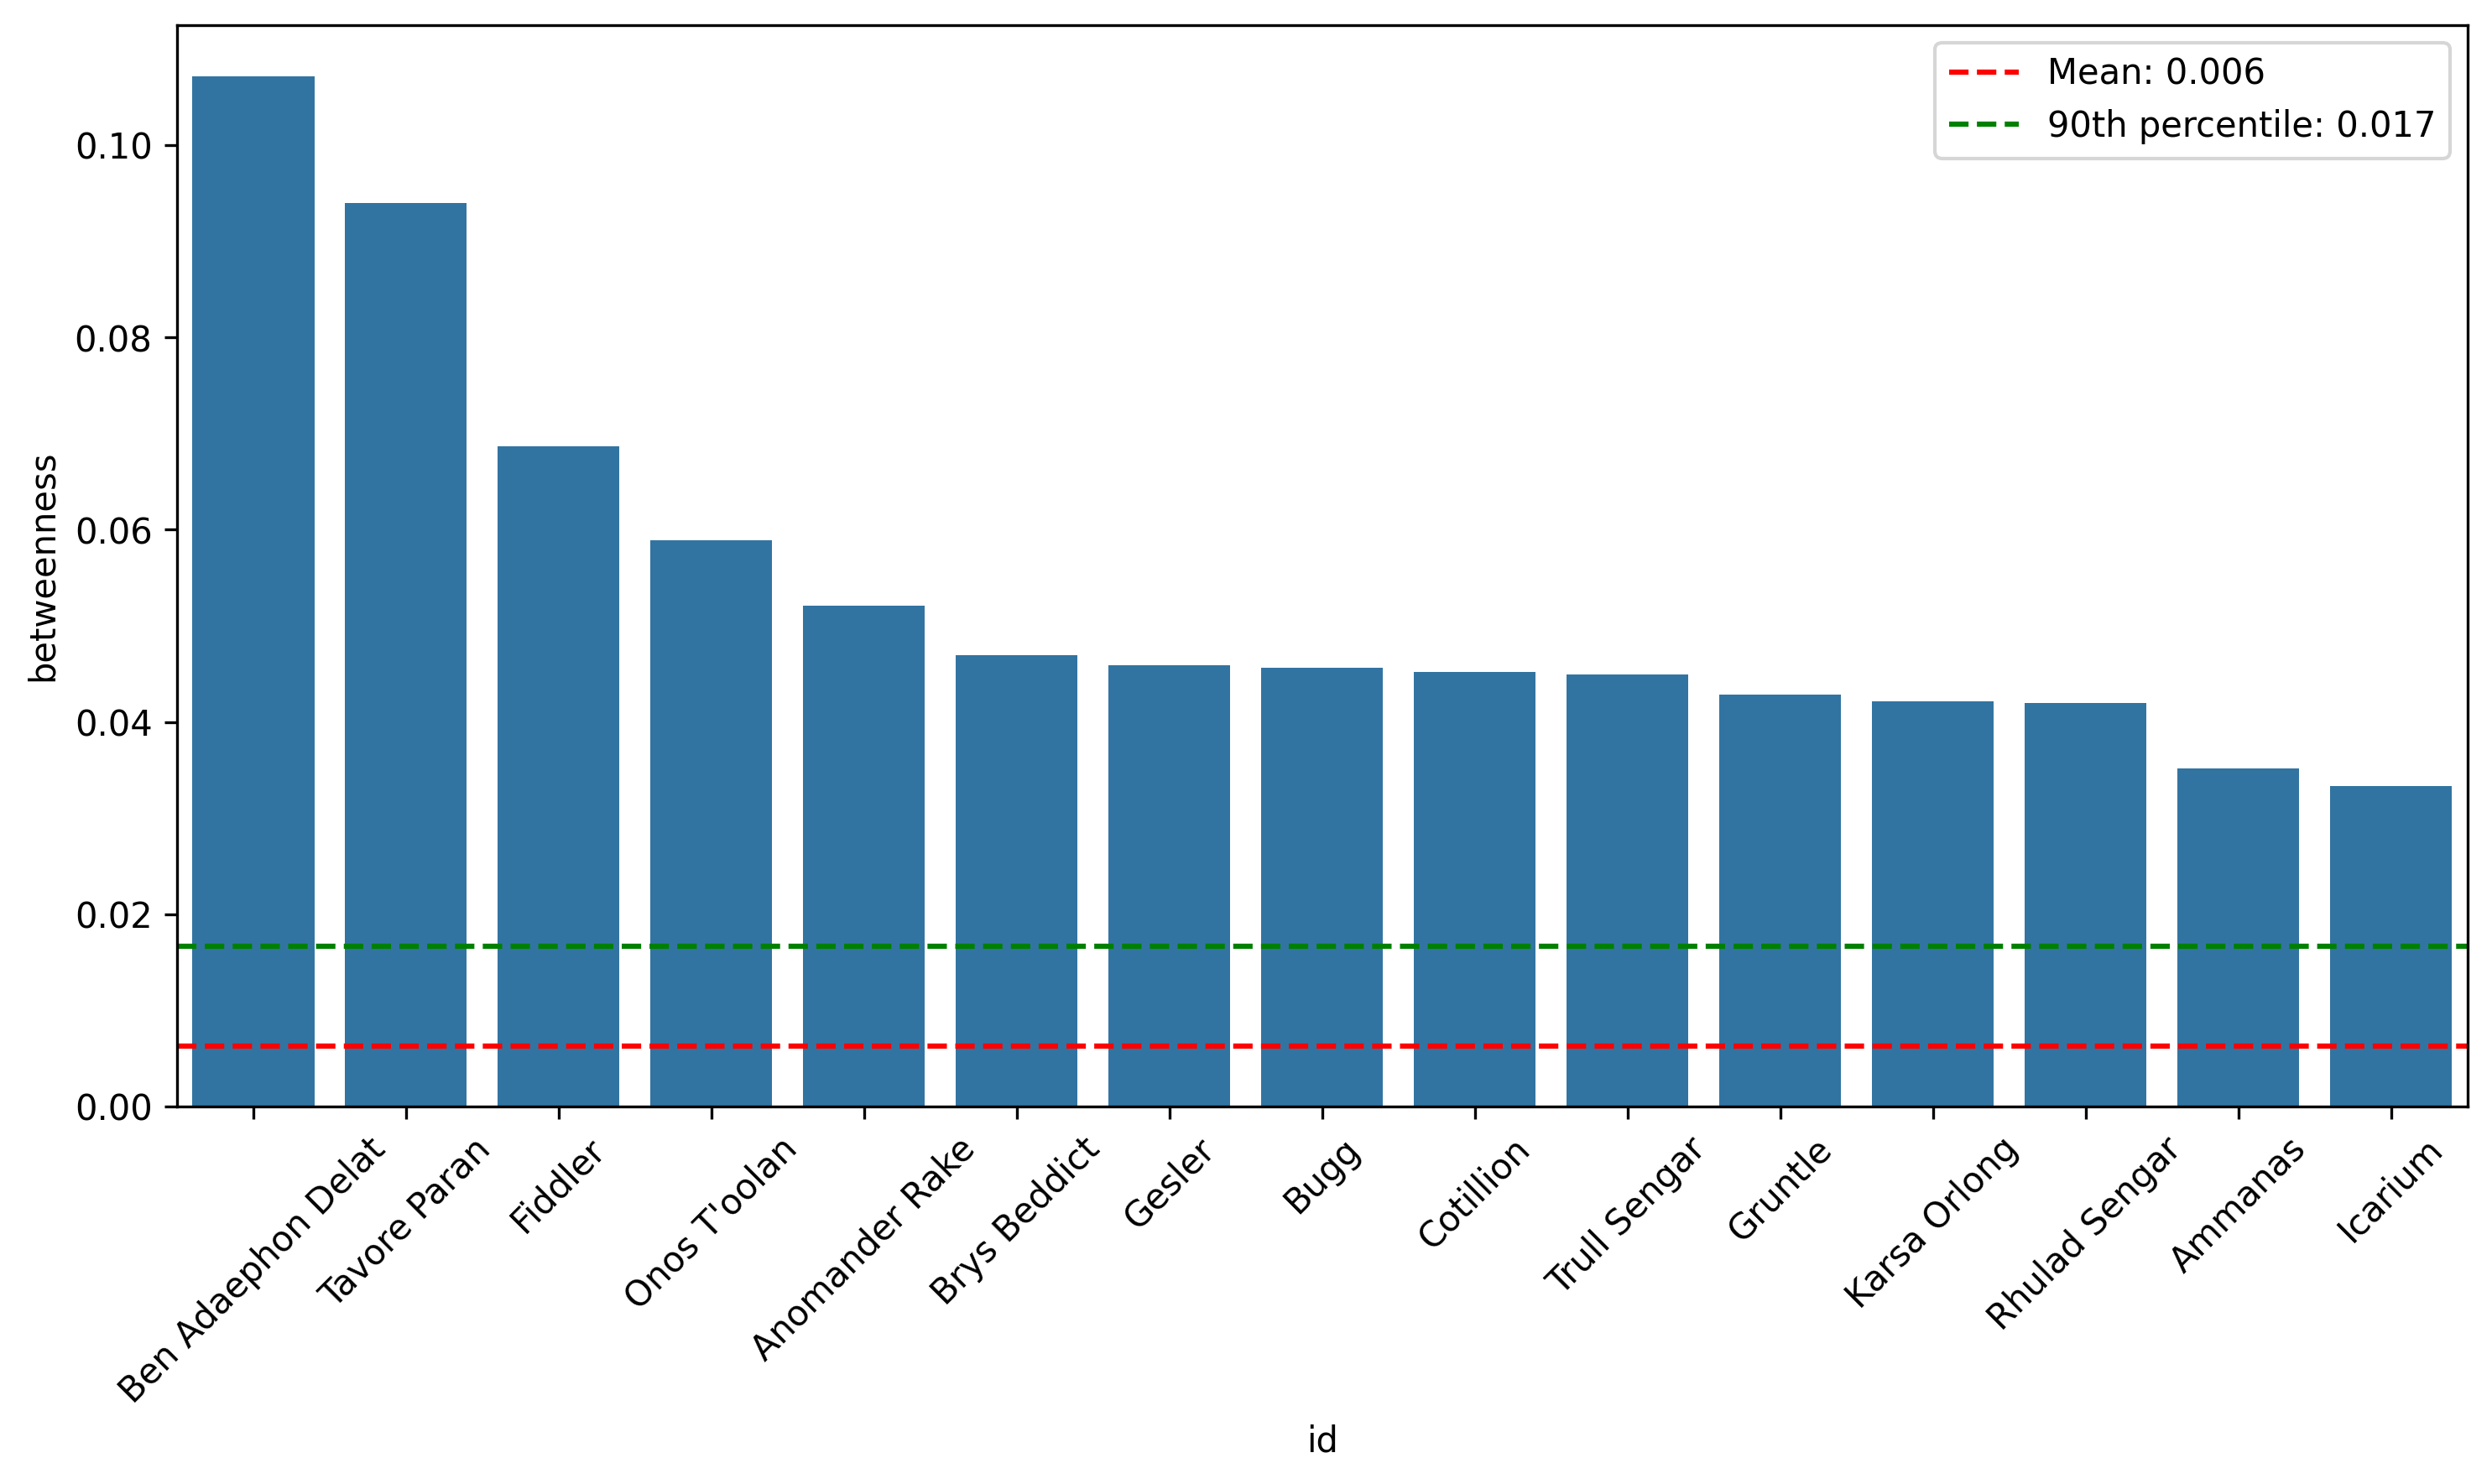 Mean: 0.006
90th percentile: 0.017
betweenness
0.10
0.08
0.06
0.04
0.02
0.00
Ben Adaephon Delat
Tavore Paran
Fiddler
Onos T'oolan
Anomander Rake
Brys Beddict
Gesler
Bugg
Cotillion
Trull Sengar
Gruntle
Karsa Orlong
Rhulad Sengar
Ammanas
Icarium
id